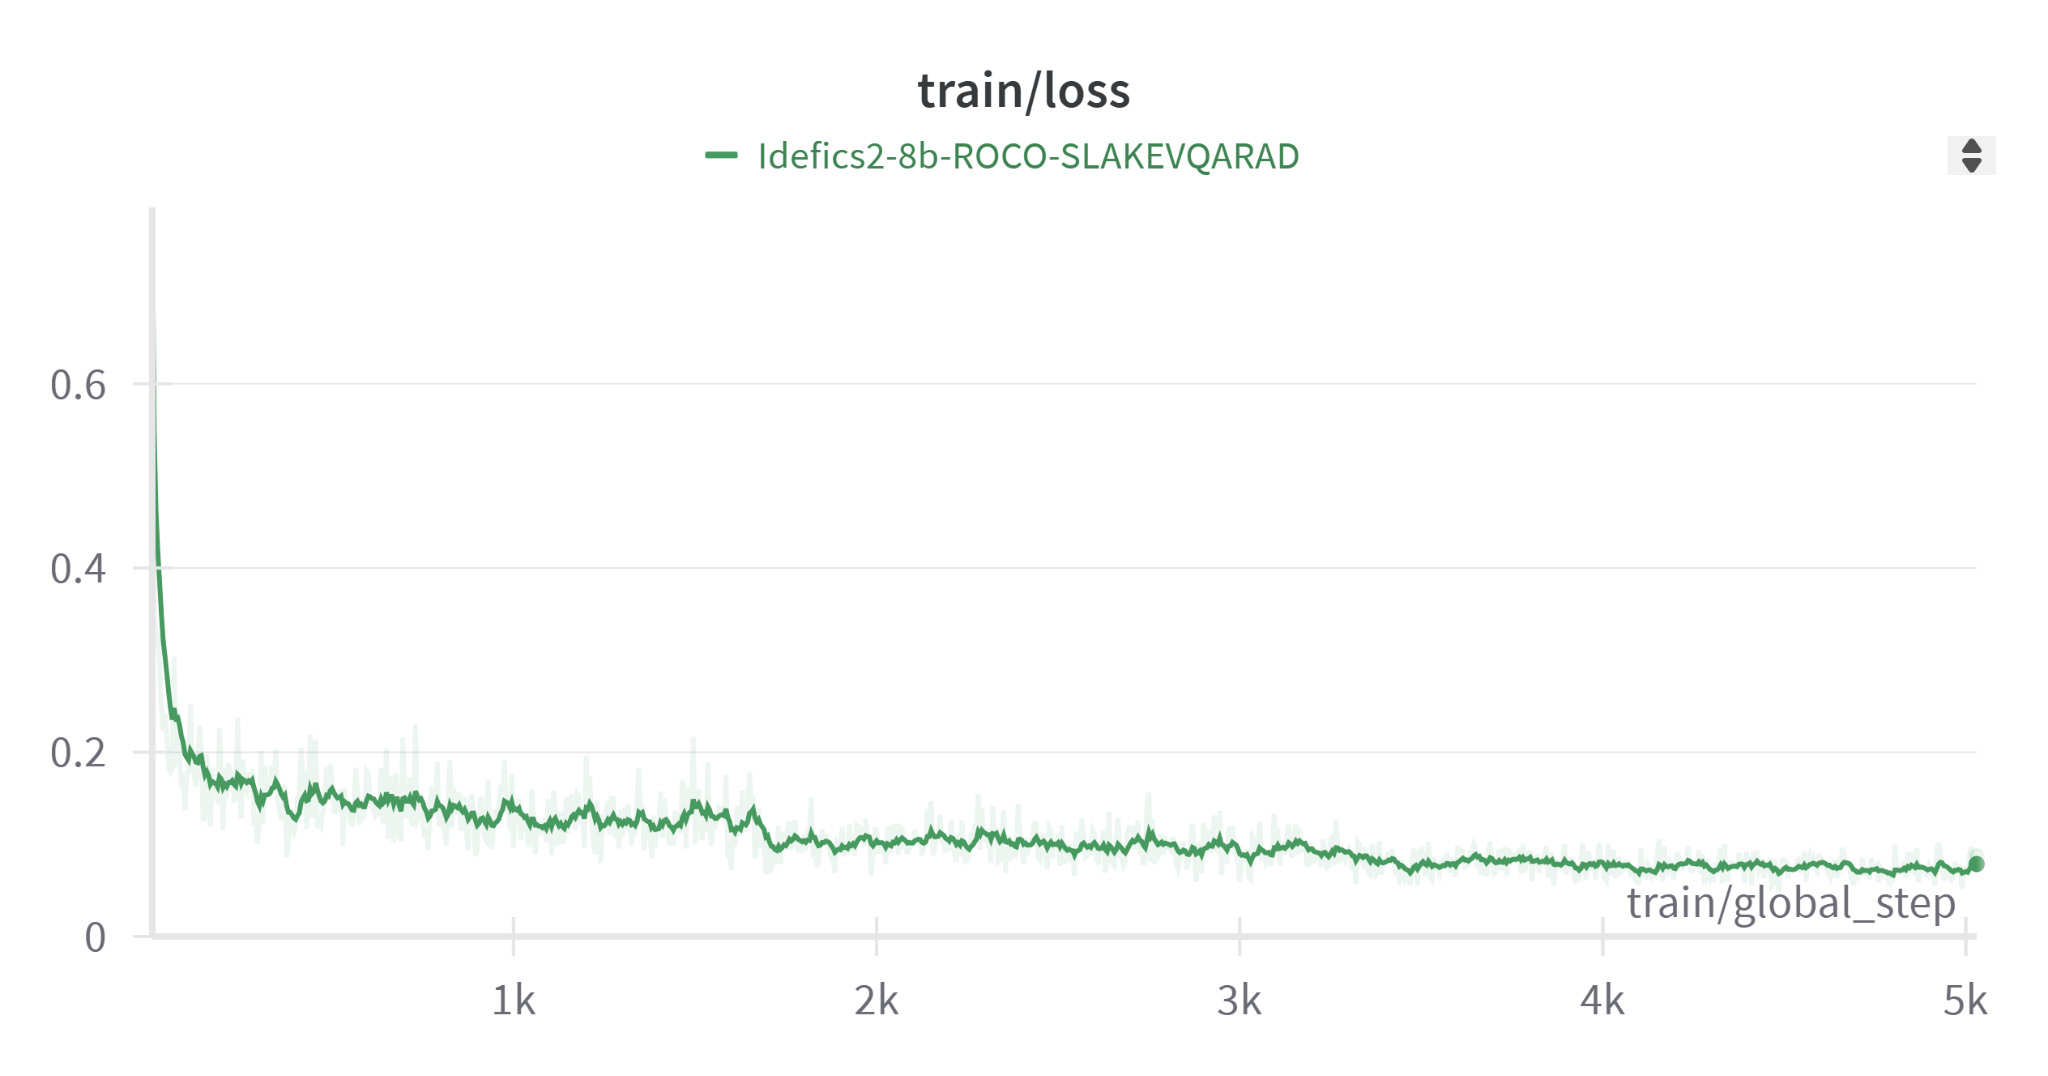 train/loss
Idefics2-8b-ROCO-SLAKEVQARAD
0.6
0.4
0.2
0
train/global_step
1k 2k 3k 4k 5k